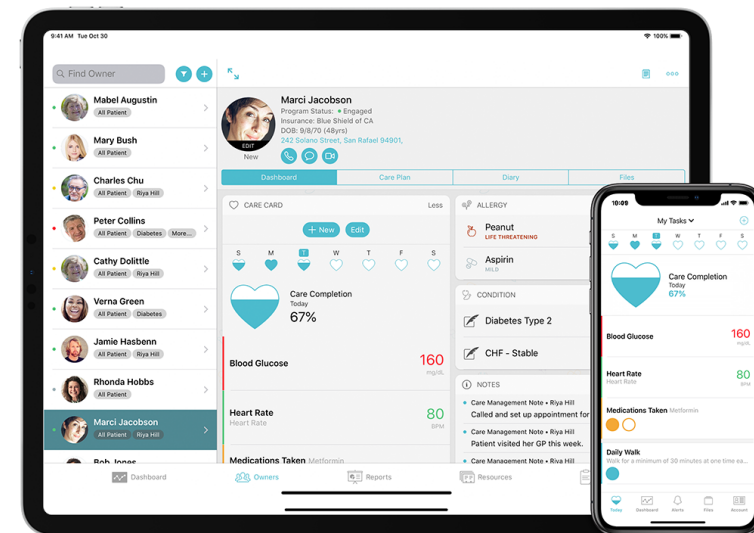 9:41 AM Tue Oct 30
100%
Find Owner
Mabel Augustin
All Patient
Mary Bush
All Patient
Charles Chu
All Patient Riya Hill
Peter Collins
All Patient Diabetes More...
Cathy Dolittle
All Patient Riya Hill
Verna Green
All Patient Diabetes
Jamie Hasbenn
All Patient Riya Hill
Rhonda Hobbs
All Patient
Marci Jacobson
All Patient Riya Hill
Bob Jones
EDIT
New
Marci Jacobson
Program Status: Engaged
Insurance: Blue Shield of CA
DOB: 9/8/70 (48yrs)
242 Solano Street, San Rafael 94901,
Dashboard Care Plan Diary Files
CARE CARD Less
+ New Edit
S M T W T F S
Care Completion
Today
67%
Blood Glucose 160
mg/dL
Heart Rate 80
Heart Rate BPM
Medications Taken Metformin
ALLERGY
Peanut
LIFE THREATENING
Aspirin
MILD
CONDITION
Diabetes Type 2
CHF - Stable
NOTES
Care Management Note • Riya Hill
Called and set up appointment for
Care Management Note • Riya Hill
Patient visited her GP this week.
Care Management Note • Riya Hill
Dashboard Owners Reports Resources
10:09
My Tasks
S M T W T F S
Care Completion
Today
67%
Blood Glucose 160
mg/dL
Heart Rate 80
Heart Rate BPM
Medications Taken Metformin
Daily Walk
Walk for a minimum of 30 minutes at one time ea...
Today Dashboard Alerts Files Account